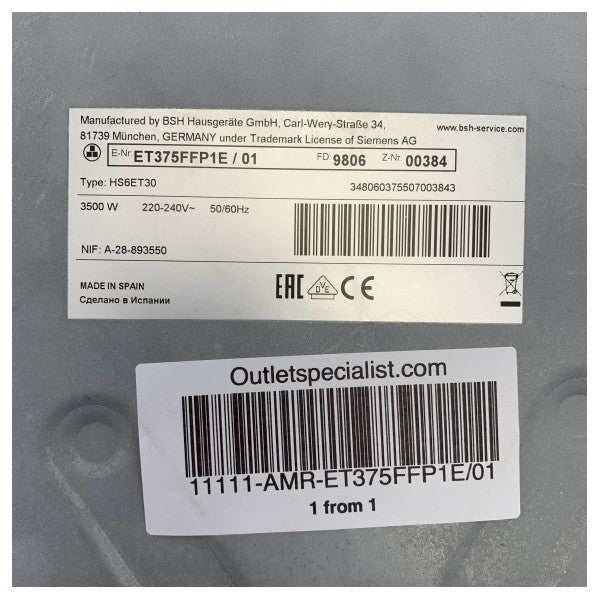 Manufactured by BSH Hausgeräte GmbH, Carl-Wery-Straße 34,
81739 München, GERMANY under Trademark License of Siemens AG
www.bsh-service.com
E-Nr. ET375FFP1E / 01 FD 9806 Z-Nr. 00384
Type: HS6ET30 348060375507003843
3500 W 220-240V~ 50/60Hz
NIF: A-28-893550
MADE IN SPAIN
Сделано в Испании
EAC DVE CE
Outletspecialist.com
11111-AMR-ET375FFP1E/01
1 from 1